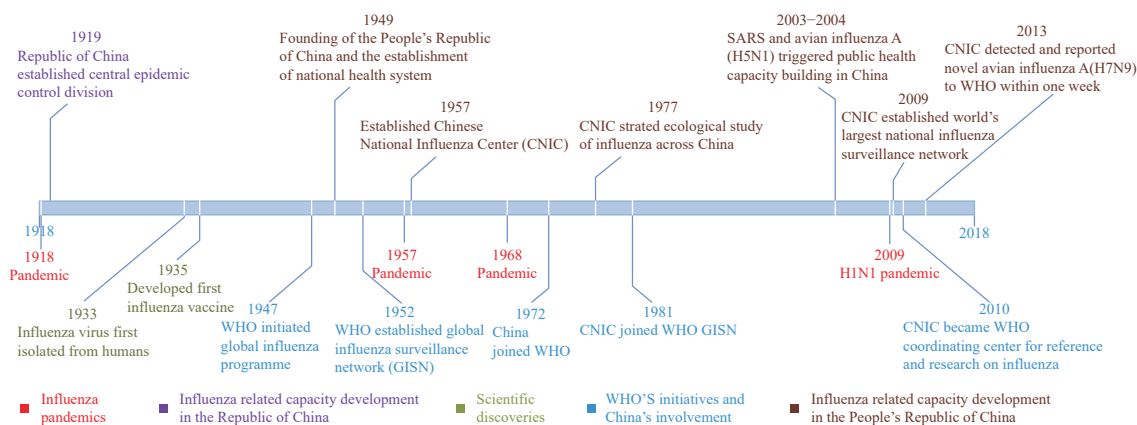 1919
Republic of China
established central epidemic
control division
1949
Founding of the People's Republic
of China and the establishment
of national health system
1957
Established Chinese
National Influenza Center (CNIC)
1977
CNIC strated ecological study
of influenza across China
2003−2004
SARS and avian influenza A
(H5N1) triggered public health
capacity building in China
2009
CNIC established world's
largest national influenza
surveillance network
2013
CNIC detected and reported
novel avian influenza A(H7N9)
to WHO within one week
1918
2018
1918
Pandemic
1933
Influenza virus first
isolated from humans
1935
Developed first
influenza vaccine
1947
WHO initiated
global influenza
programme
1957
Pandemic
1952
WHO established global
influenza surveillance
network (GISN)
1968
Pandemic
1972
China
joined WHO
1981
CNIC joined WHO GISN
2009
H1N1 pandemic
2010
CNIC became WHO
coordinating center for reference
and research on influenza
Influenza
pandemics
Influenza related capacity development
in the Republic of China
Scientific
discoveries
WHO'S initiatives and
China's involvement
Influenza related capacity development
in the People's Republic of China